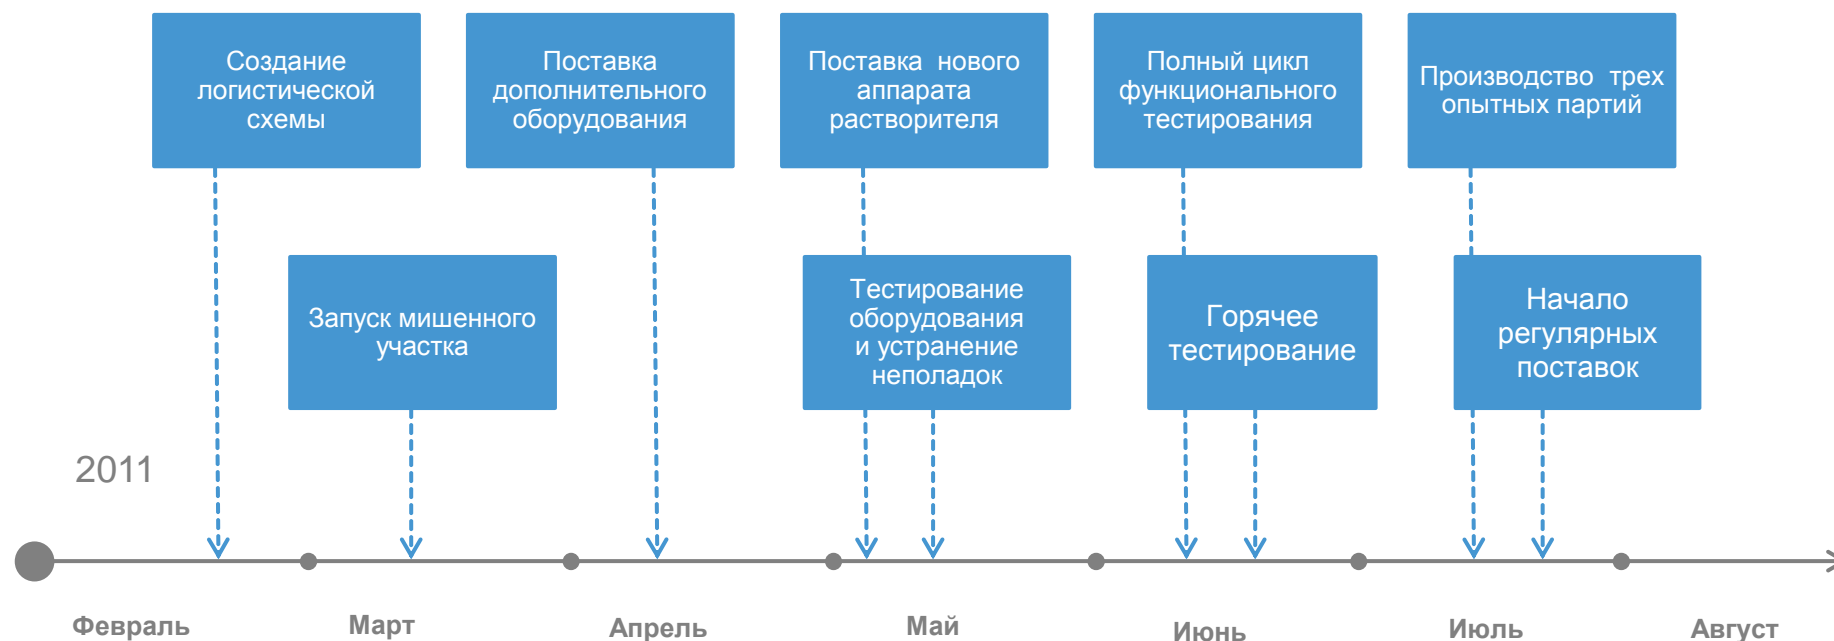 Создание
логистической
схемы
Поставка
дополнительного
оборудования
Поставка нового
аппарата
растворителя
Полный цикл
функционального
тестирования
Производство трех
опытных партий
Запуск мишенного
участка
Тестирование
оборудования
и устранение
неполадок
Горячее
тестирование
Начало
регулярных
поставок
2011
Февраль
Март
Апрель
Май
Июнь
Июль
Август